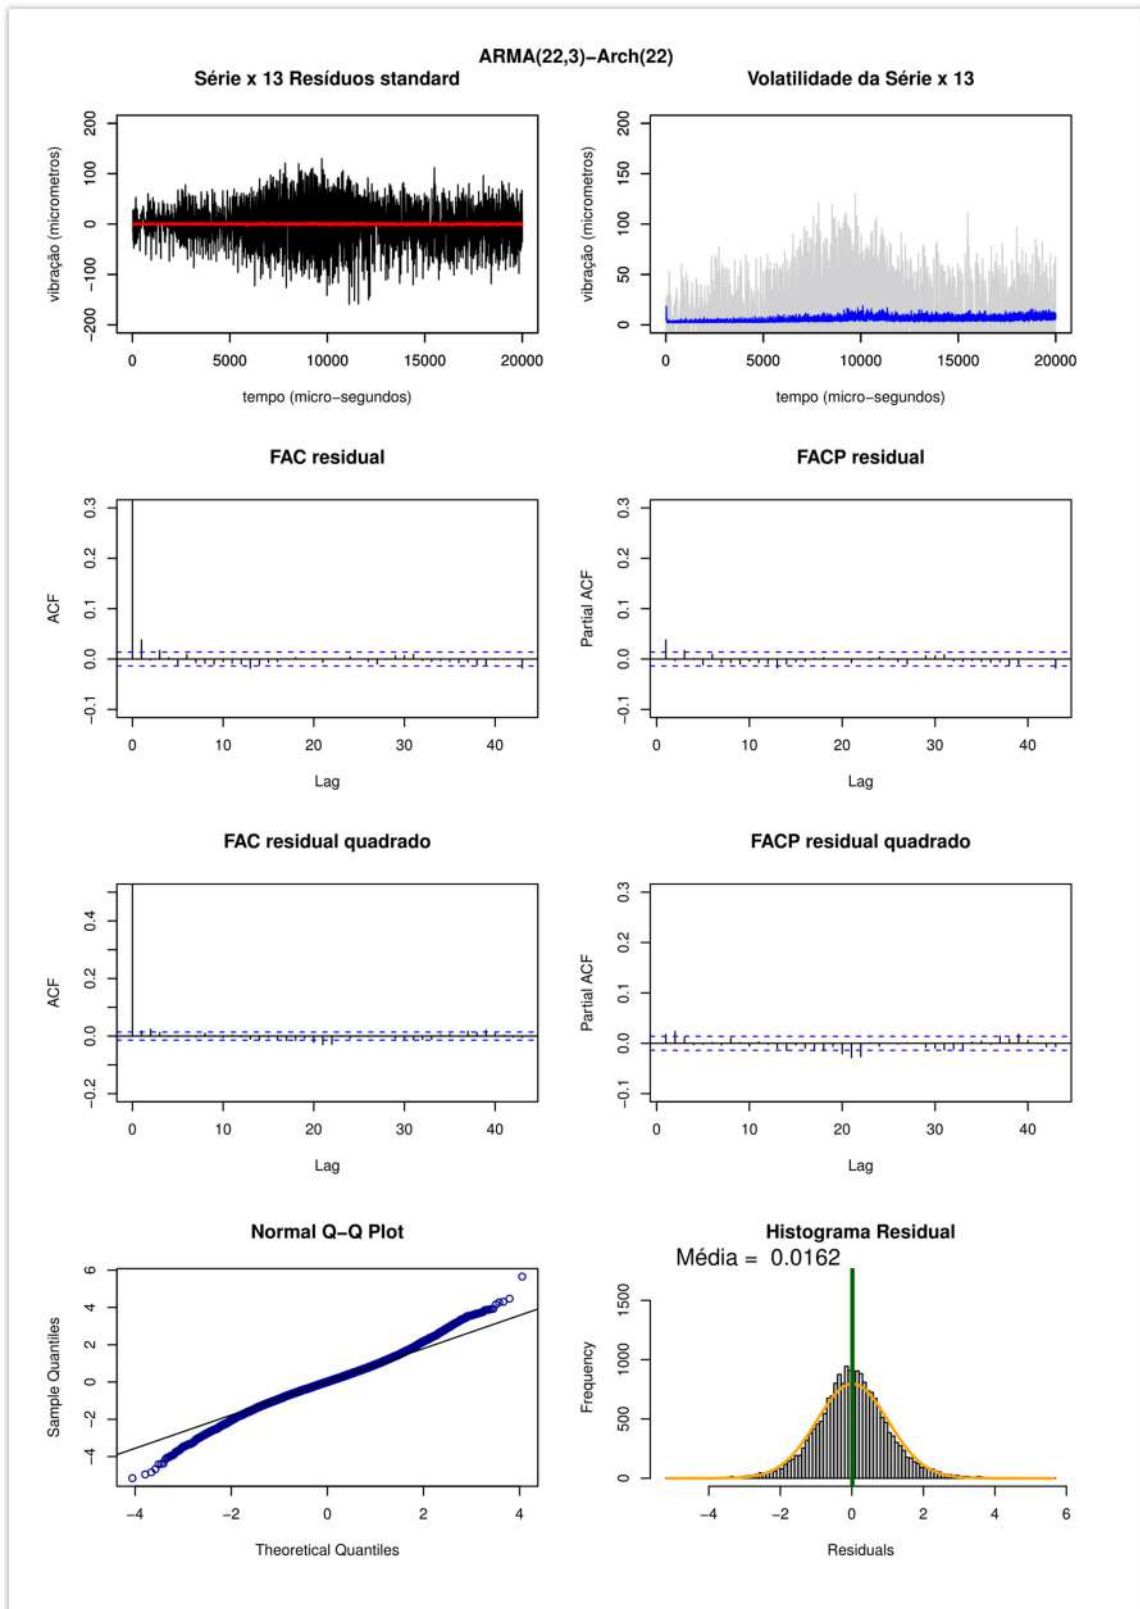 ARMA(22,3)−Arch(22)
Série x 13 Resíduos standard
vibração (micrometros)
200
100
0
−100
−200
0 5000 10000 15000 20000
tempo (micro−segundos)
Volatilidade da Série x 13
vibração (micrometros)
200
150
100
50
0
0 5000 10000 15000 20000
tempo (micro−segundos)
FAC residual
ACF
0.3
0.2
0.1
0.0
−0.1
0 10 20 30 40
Lag
FACP residual
Partial ACF
0.3
0.2
0.1
0.0
−0.1
0 10 20 30 40
Lag
FAC residual quadrado
ACF
0.4
0.2
0.0
−0.2
0 10 20 30 40
Lag
FACP residual quadrado
Partial ACF
0.3
0.2
0.1
0.0
−0.1
0 10 20 30 40
Lag
Normal Q−Q Plot
Sample Quantiles
6
4
2
0
−2
−4
−4 −2 0 2 4
Theoretical Quantiles
Histograma Residual
Média = 0.0162
Frequency
1500
1000
500
0
−4 −2 0 2 4 6
Residuals